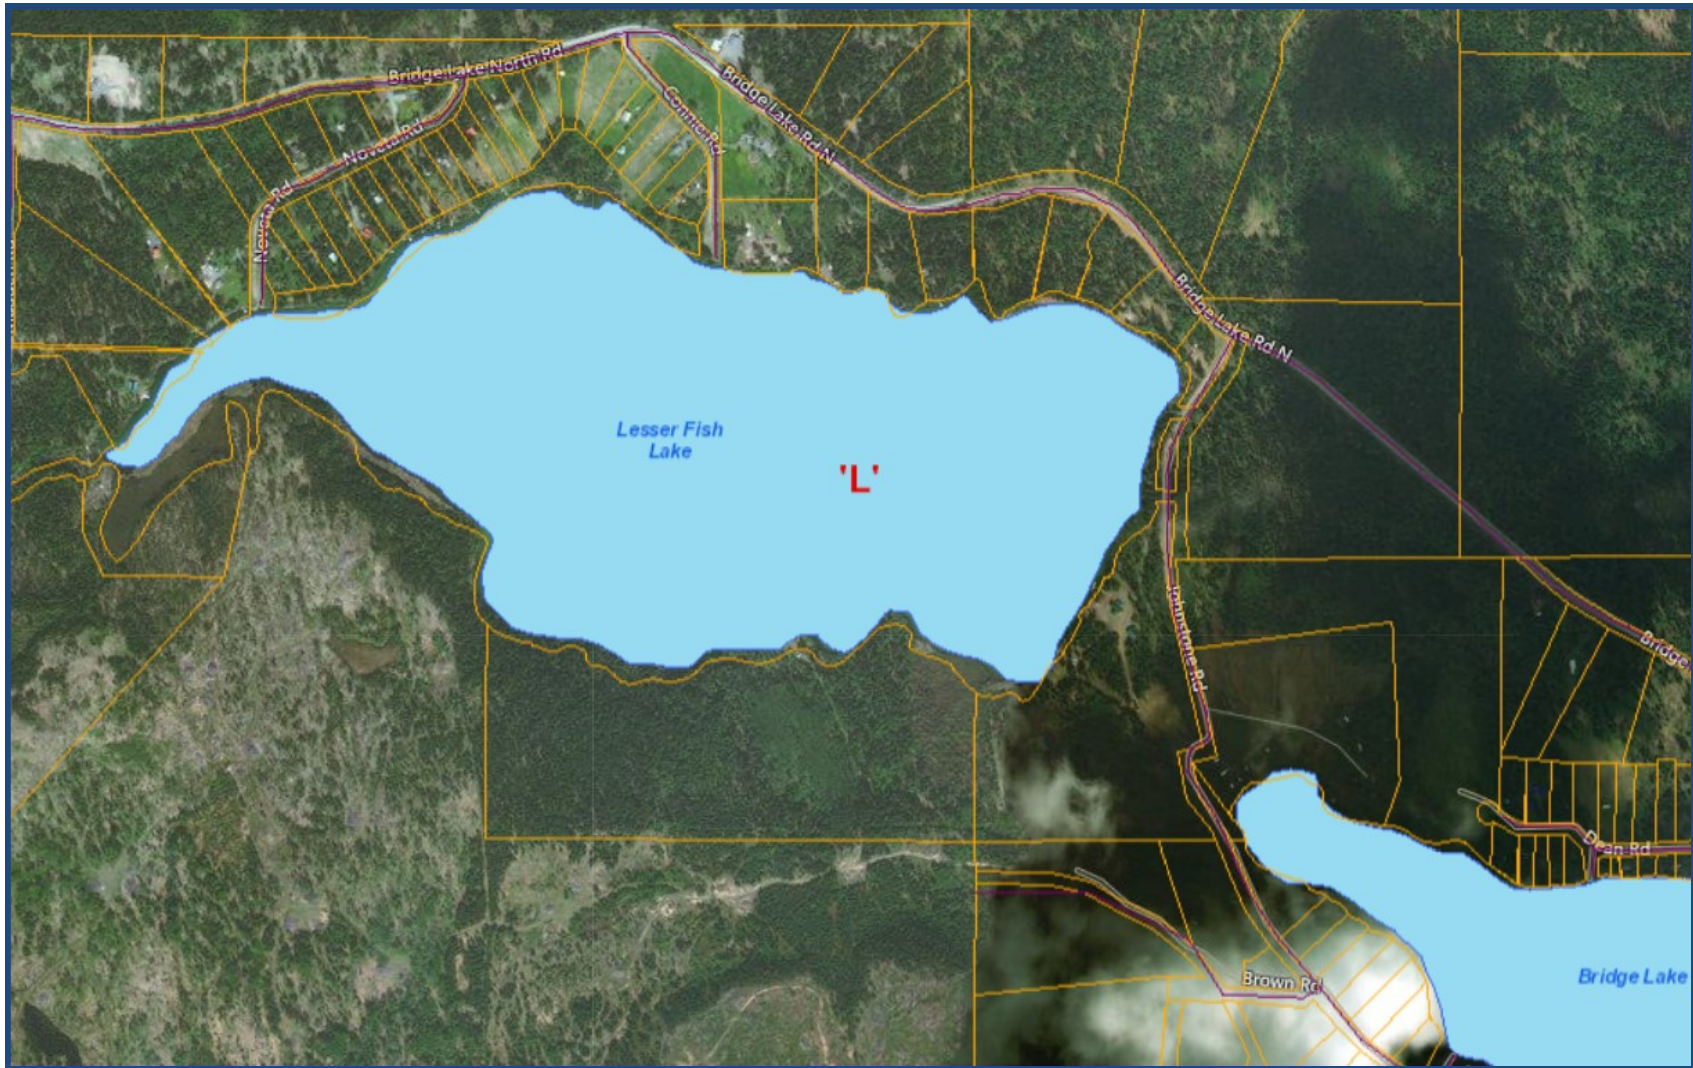 Bridge Lake North Rd
Bridge Lake Rd N
Connie Rd
Noveta Rd
Noveta Rd
Bridge Lake Rd N
Lesser Fish
Lake
'L'
Johnstone Rd
Bridge
Dean Rd
Bridge Lake
Brown Rd